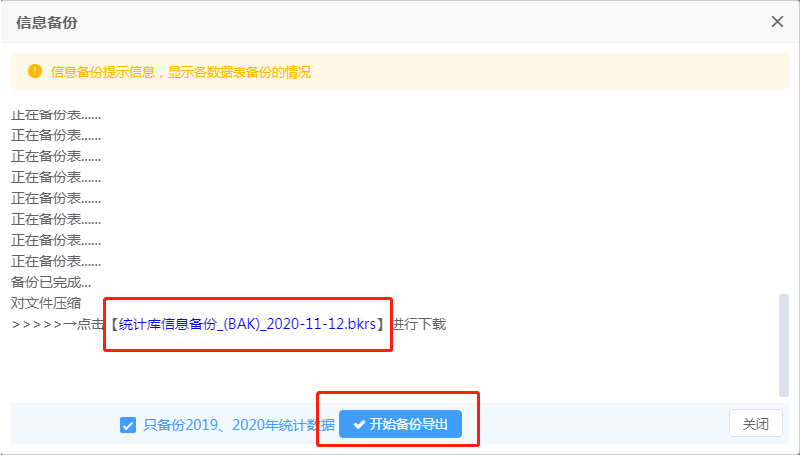 信息备份
信息备份提示信息，显示各数据表备份的情况
正在备份表......
正在备份表......
正在备份表......
正在备份表......
正在备份表......
正在备份表......
正在备份表......
正在备份表......
备份已完成...
对文件压缩
>>>>>→点击【统计库信息备份_(BAK)_2020-11-12.bkrs】进行下载
只备份2019、2020年统计数据 开始备份导出 关闭